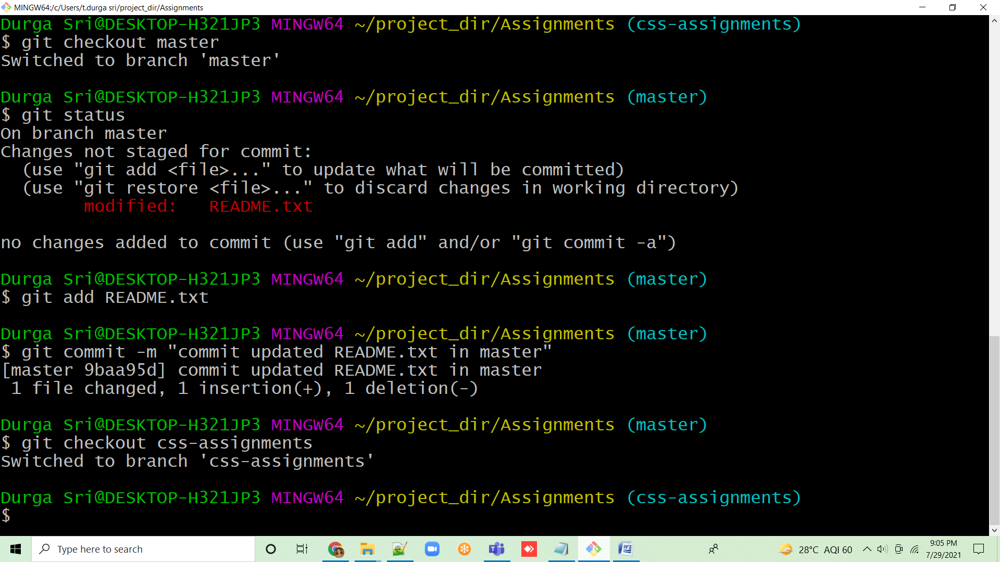 MINGW64:/c/Users/t.durga sri/project_dir/Assignments
Durga Sri@DESKTOP-H321JP3 MINGW64 ~/project_dir/Assignments (css-assignments)
$ git checkout master
Switched to branch 'master'
Durga Sri@DESKTOP-H321JP3 MINGW64 ~/project_dir/Assignments (master)
$ git status
On branch master
Changes not staged for commit:
  (use "git add <file>..." to update what will be committed)
  (use "git restore <file>..." to discard changes in working directory)
        modified:   README.txt
no changes added to commit (use "git add" and/or "git commit -a")
Durga Sri@DESKTOP-H321JP3 MINGW64 ~/project_dir/Assignments (master)
$ git add README.txt
Durga Sri@DESKTOP-H321JP3 MINGW64 ~/project_dir/Assignments (master)
$ git commit -m "commit updated README.txt in master"
[master 9baa95d] commit updated README.txt in master
 1 file changed, 1 insertion(+), 1 deletion(-)
Durga Sri@DESKTOP-H321JP3 MINGW64 ~/project_dir/Assignments (master)
$ git checkout css-assignments
Switched to branch 'css-assignments'
Durga Sri@DESKTOP-H321JP3 MINGW64 ~/project_dir/Assignments (css-assignments)
$
Type here to search
28°C AQI 60
9:05 PM
7/29/2021